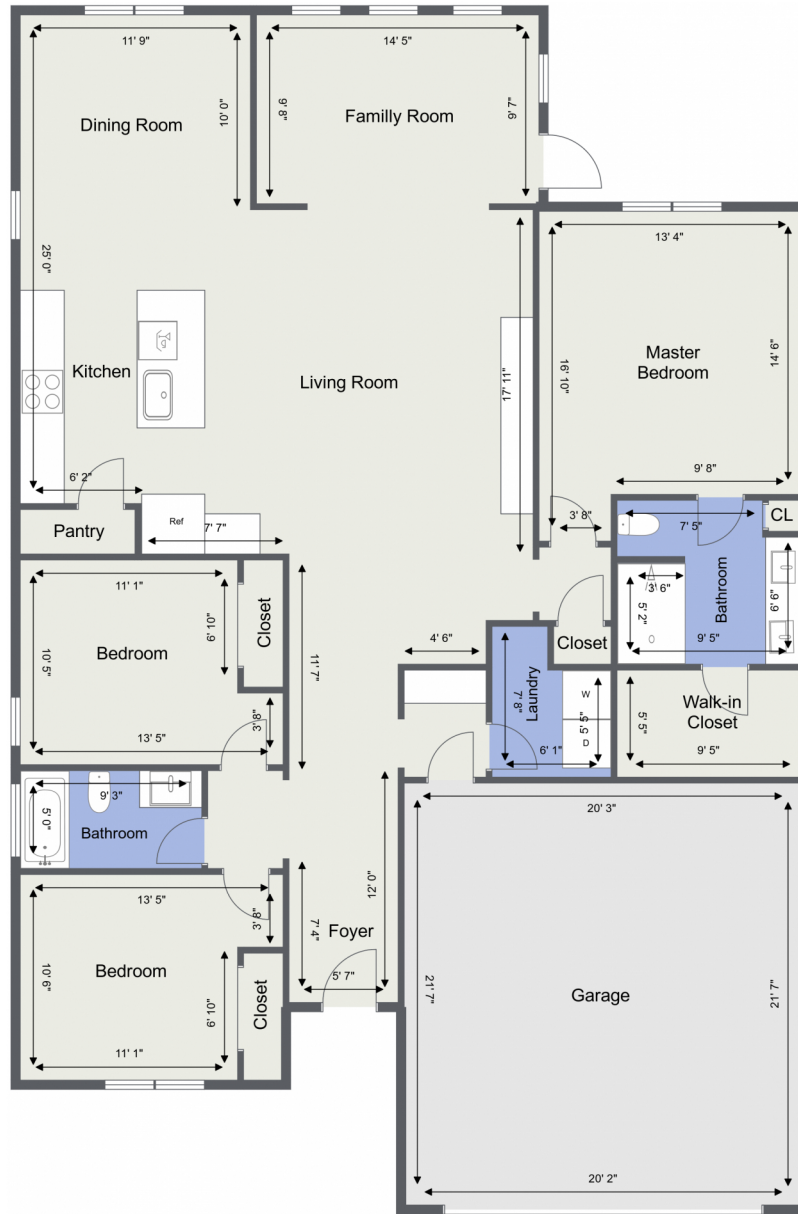 11' 9"
14' 5"
Dining Room
10' 0"
9' 8"
Familly Room
9' 7"
25' 0"
13' 4"
16' 10"
Master
Bedroom
14' 6"
Kitchen
Living Room
17' 11"
6' 2"
9' 8"
Pantry
Ref
7' 7"
3' 8"
7' 5"
CL
Bathroom
3' 6"
5' 2"
6' 6"
9' 5"
11' 1"
Closet
6' 10"
10' 5"
Bedroom
11' 7"
13' 5"
3' 8"
4' 6"
Closet
Laundry
7' 8"
W
5' 5"
D
6' 1"
Walk-in
Closet
5' 5"
9' 5"
9' 3"
5' 0"
Bathroom
20' 3"
13' 5"
3' 8"
12' 0"
7' 4"
Foyer
5' 7"
Bedroom
10' 6"
Closet
6' 10"
11' 1"
21' 7"
Garage
21' 7"
20' 2"